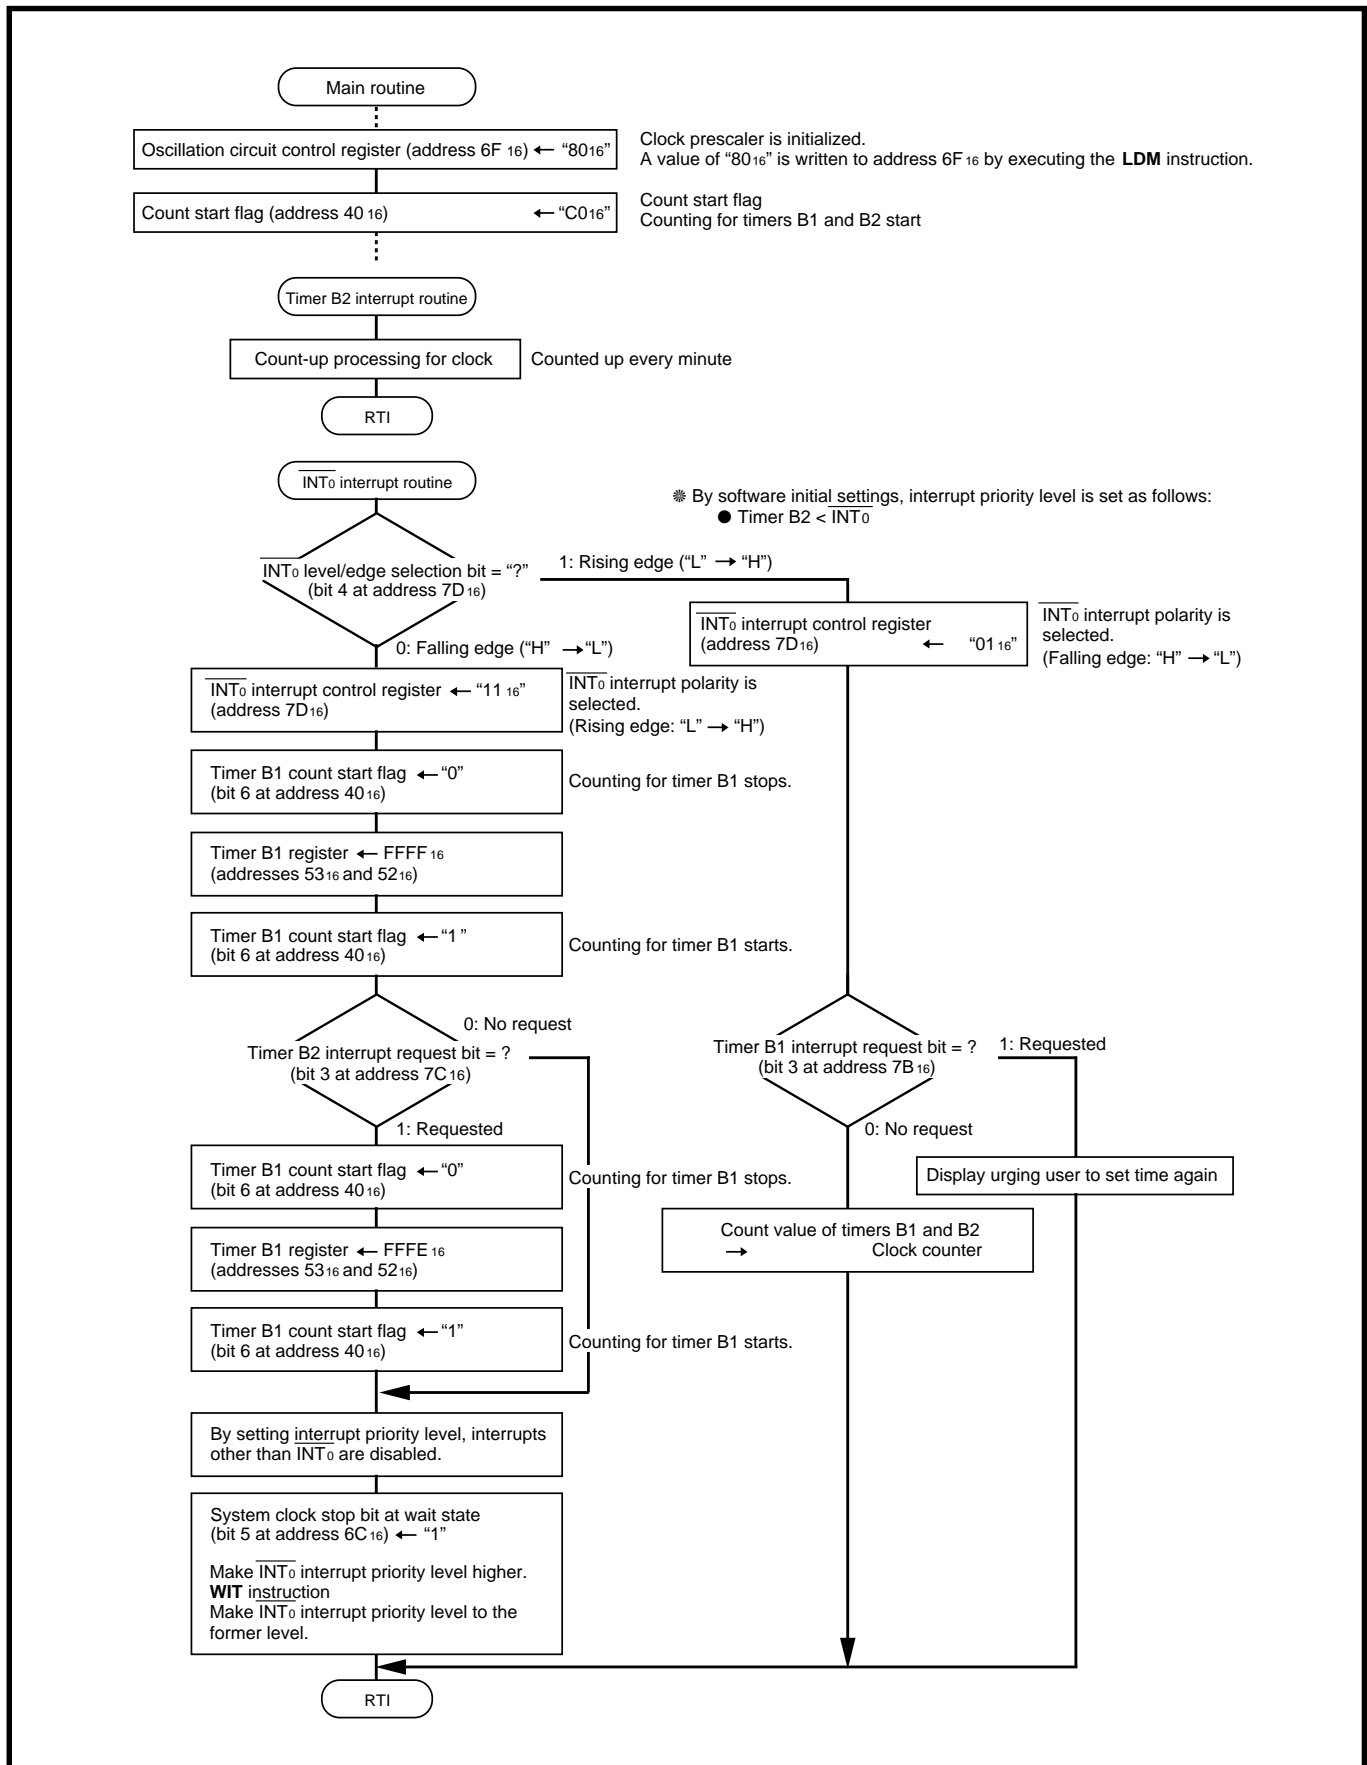 Main routine
Oscillation circuit control register (address 6F 16) ← “8016”
Clock prescaler is initialized.
A value of “8016” is written to address 6F 16 by executing the LDM instruction.
Count start flag (address 40 16) ← “C016”
Count start flag
Counting for timers B1 and B2 start
Timer B2 interrupt routine
Count-up processing for clock
Counted up every minute
RTI
INT0 interrupt routine
❈ By software initial settings, interrupt priority level is set as follows:
● Timer B2 < INT0
INT0 level/edge selection bit = “?”
(bit 4 at address 7D16)
1: Rising edge (“L” → “H”)
INT0 interrupt control register
(address 7D16) ← “01 16”
INT0 interrupt polarity is
selected.
(Falling edge: “H” → “L”)
0: Falling edge (“H” → “L”)
INT0 interrupt control register ← “11 16”
(address 7D16)
INT0 interrupt polarity is
selected.
(Rising edge: “L” → “H”)
Timer B1 count start flag ← “0”
(bit 6 at address 4016)
Counting for timer B1 stops.
Timer B1 register ← FFFF 16
(addresses 5316 and 5216)
Timer B1 count start flag ← “1 ”
(bit 6 at address 4016)
Counting for timer B1 starts.
0: No request
Timer B2 interrupt request bit = ?
(bit 3 at address 7C16)
1: Requested
Timer B1 interrupt request bit = ?
(bit 3 at address 7B16)
1: Requested
0: No request
Timer B1 count start flag ← “0”
(bit 6 at address 4016)
Counting for timer B1 stops.
Display urging user to set time again
Count value of timers B1 and B2
→ Clock counter
Timer B1 register ← FFFE 16
(addresses 5316 and 5216)
Timer B1 count start flag ← “1”
(bit 6 at address 4016)
Counting for timer B1 starts.
By setting interrupt priority level, interrupts
other than INT0 are disabled.
System clock stop bit at wait state
(bit 5 at address 6C16) ← “1”
Make INT0 interrupt priority level higher.
WIT instruction
Make INT0 interrupt priority level to the
former level.
RTI